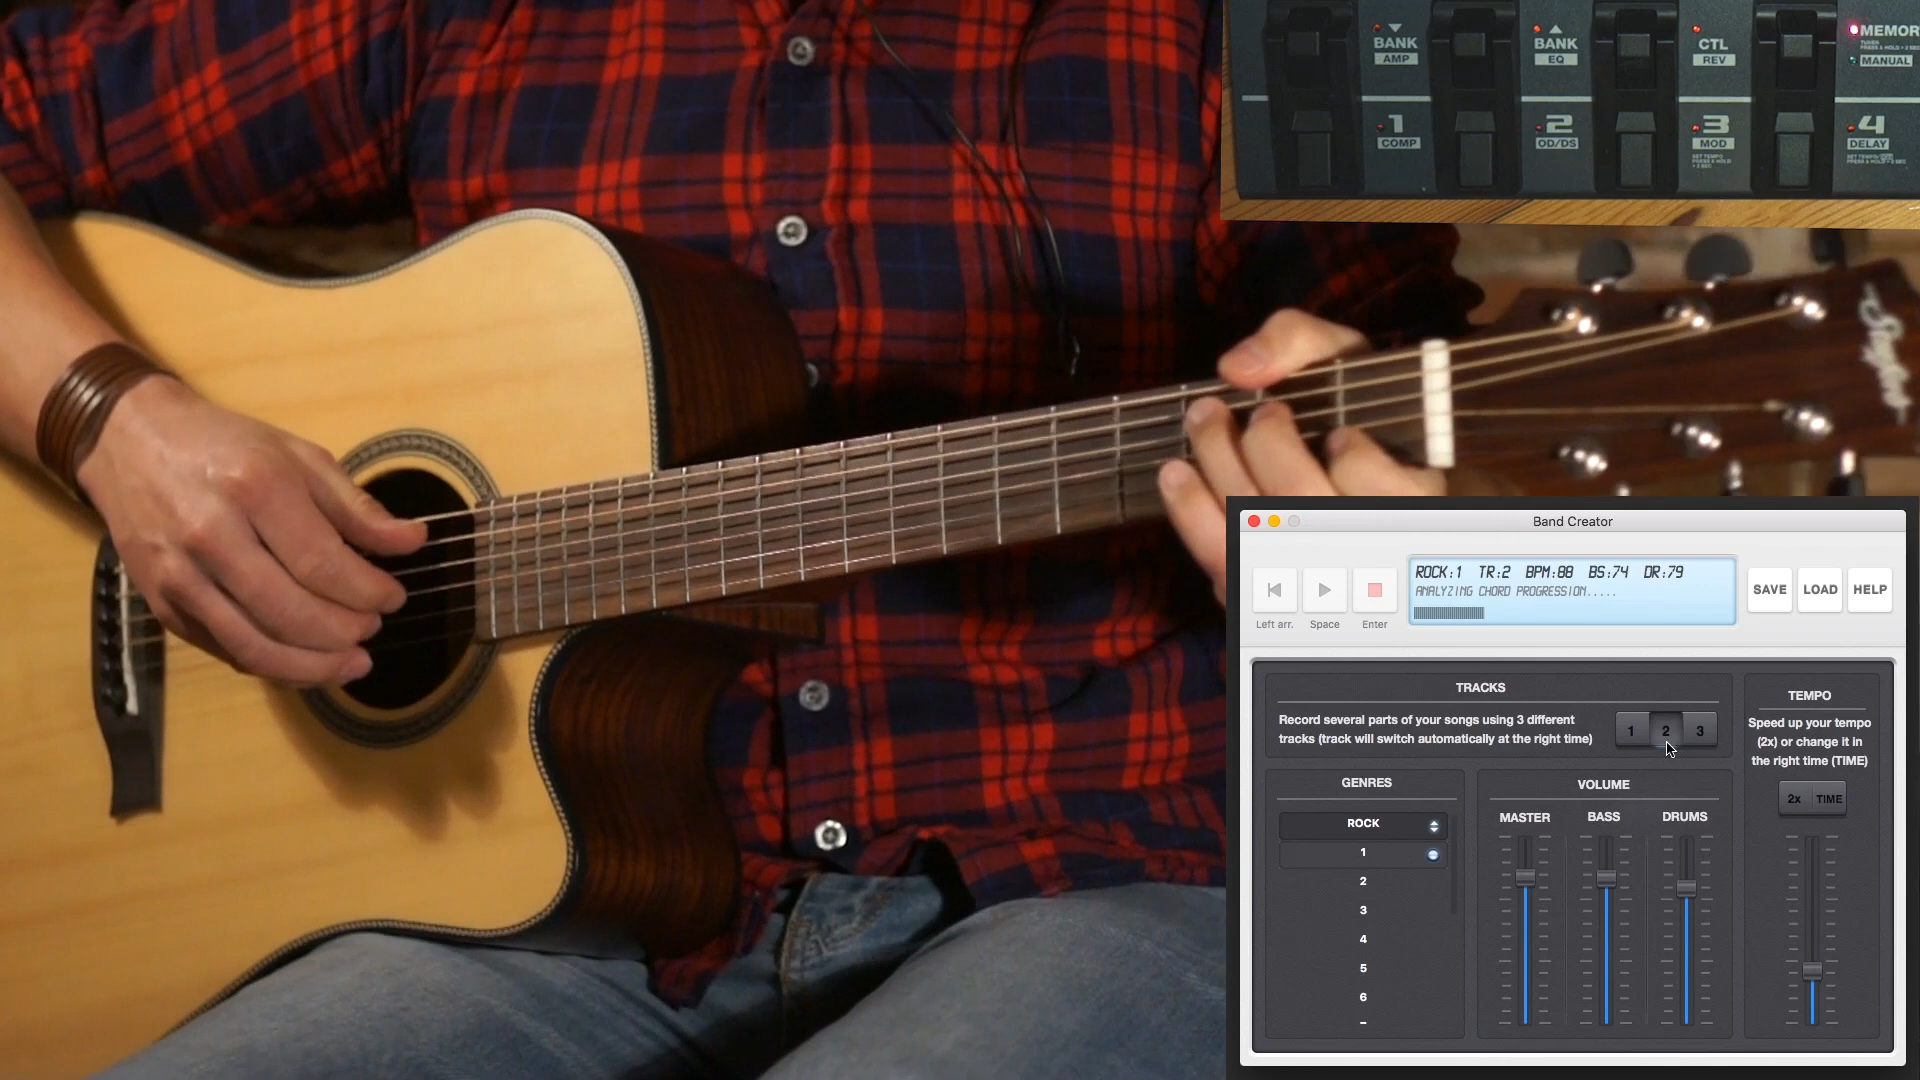 BANK
AMP
BANK
EQ
CTL
REV
MEMOR
MANUAL
1
COMP
2
OD/DS
3
MOD
4
DELAY
Band Creator
ROCK:1 TR:2 BPM:88 BS:74 DR:79
ANALYZING CHORD PROGRESSION.....
SAVE
LOAD
HELP
Left arr.
Space
Enter
TRACKS
Record several parts of your songs using 3 different
tracks (track will switch automatically at the right time)
1 2 3
TEMPO
Speed up your tempo
(2x) or change it in
the right time (TIME)
2x TIME
GENRES
ROCK
1
2
3
4
5
6
VOLUME
MASTER
BASS
DRUMS